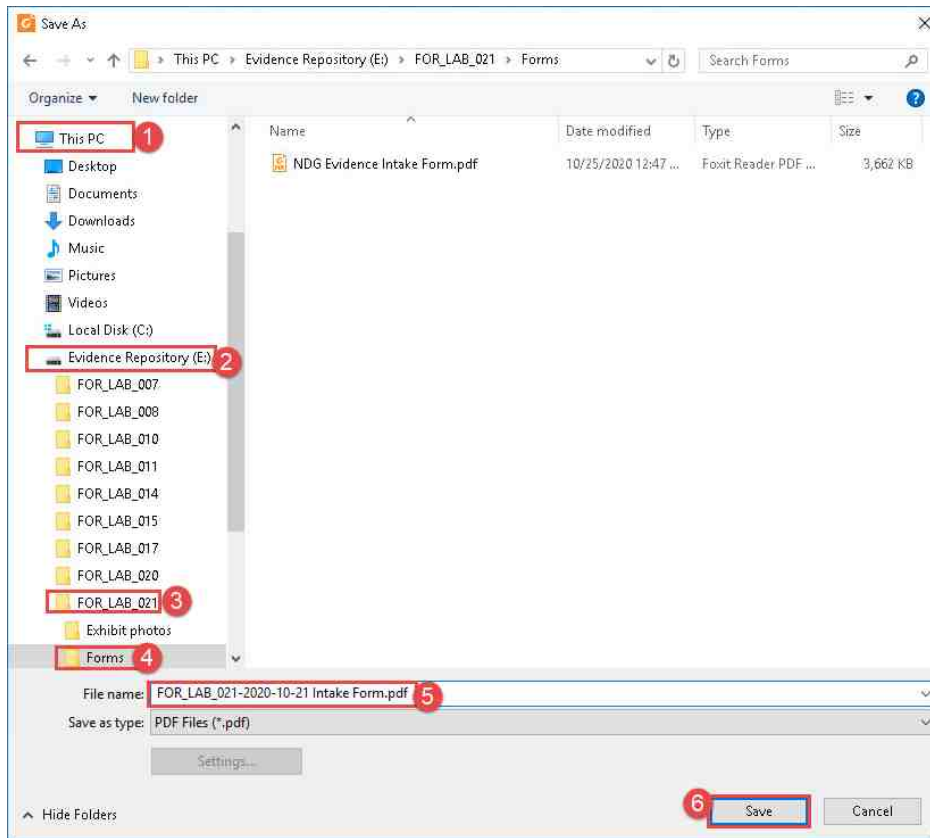 Save As
This PC > Evidence Repository (E:) > FOR_LAB_021 > Forms
Search Forms
Organize
New folder
?
Name
Date modified
Type
Size
NDG Evidence Intake Form.pdf
10/25/2020 12:47 ...
Foxit Reader PDF ...
3,662 KB
This PC 1
Desktop
Documents
Downloads
Music
Pictures
Videos
Local Disk (C:)
Evidence Repository (E:) 2
FOR_LAB_007
FOR_LAB_008
FOR_LAB_010
FOR_LAB_011
FOR_LAB_014
FOR_LAB_015
FOR_LAB_017
FOR_LAB_020
FOR_LAB_021 3
Exhibit photos
Forms 4
File name: FOR_LAB_021-2020-10-21 Intake Form.pdf 5
Save as type: PDF Files (*.pdf)
Settings...
Hide Folders
6 Save
Cancel